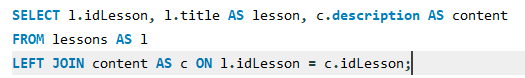 SELECT l.idLesson, l.title AS lesson, c.description AS content
FROM lessons AS l
LEFT JOIN content AS c ON l.idLesson = c.idLesson;